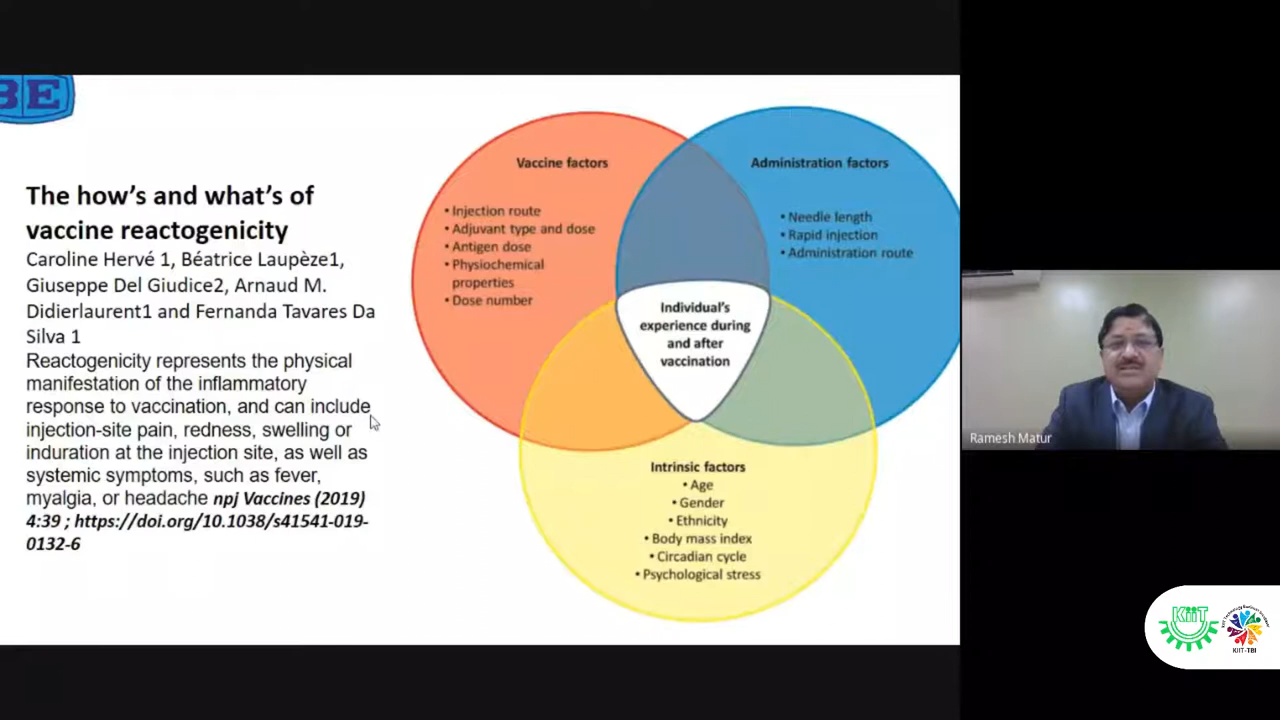 BE
The how's and what's of
vaccine reactogenicity
Caroline Hervé 1, Béatrice Laupèze1,
Giuseppe Del Giudice2, Arnaud M.
Didierlaurent1 and Fernanda Tavares Da
Silva 1
Reactogenicity represents the physical
manifestation of the inflammatory
response to vaccination, and can include
injection-site pain, redness, swelling or
induration at the injection site, as well as
systemic symptoms, such as fever,
myalgia, or headache npj Vaccines (2019)
4:39 ; https://doi.org/10.1038/s41541-019-
0132-6
Vaccine factors
• Injection route
• Adjuvant type and dose
• Antigen dose
• Physiochemical
properties
• Dose number
Administration factors
• Needle length
• Rapid injection
• Administration route
Individual's
experience during
and after
vaccination
Intrinsic factors
• Age
• Gender
• Ethnicity
• Body mass index
• Circadian cycle
• Psychological stress
Ramesh Matur
KIIT
KIIT-TBI